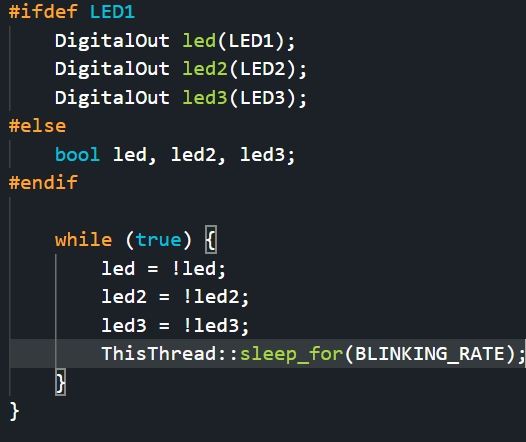 #ifdef LED1
    DigitalOut led(LED1);
    DigitalOut led2(LED2);
    DigitalOut led3(LED3);
#else
    bool led, led2, led3;
#endif
    while (true) {
        led = !led;
        led2 = !led2;
        led3 = !led3;
        ThisThread::sleep_for(BLINKING_RATE);
    }
}